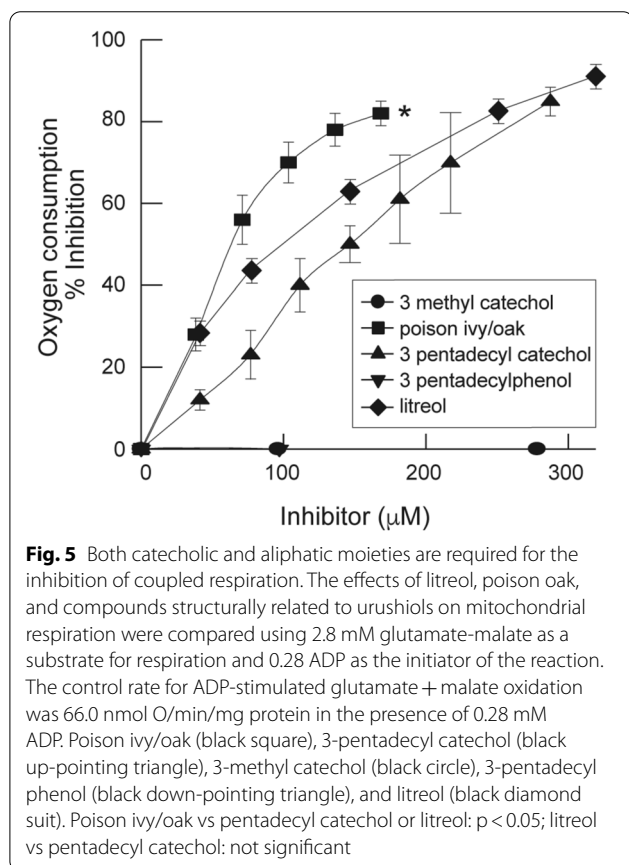 100
80
60
40
20
0
Oxygen consumption
% Inhibition
*
3 methyl catechol
poison ivy/oak
3 pentadecyl catechol
3 pentadecylphenol
litreol
0 100 200 300
Inhibitor (μM)
Fig. 5 Both catecholic and aliphatic moieties are required for the
inhibition of coupled respiration. The effects of litreol, poison oak,
and compounds structurally related to urushiols on mitochondrial
respiration were compared using 2.8 mM glutamate-malate as a
substrate for respiration and 0.28 ADP as the initiator of the reaction.
The control rate for ADP-stimulated glutamate + malate oxidation
was 66.0 nmol O/min/mg protein in the presence of 0.28 mM
ADP. Poison ivy/oak (black square), 3-pentadecyl catechol (black
up-pointing triangle), 3-methyl catechol (black circle), 3-pentadecyl
phenol (black down-pointing triangle), and litreol (black diamond
suit). Poison ivy/oak vs pentadecyl catechol or litreol: p < 0.05; litreol
vs pentadecyl catechol: not significant